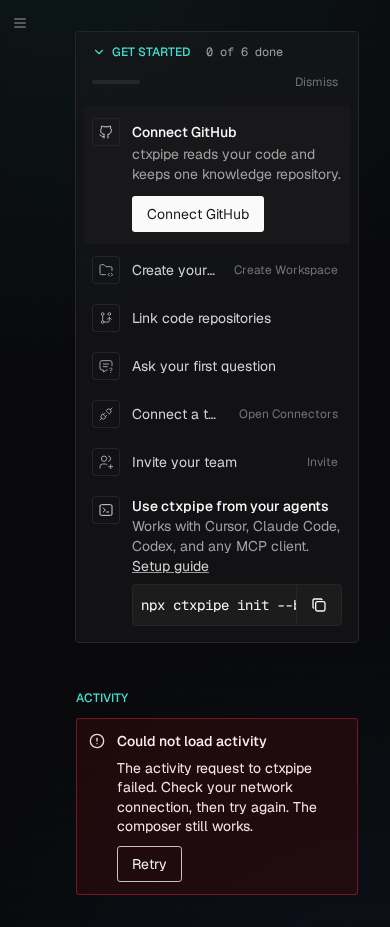 GET STARTED 0 of 6 done
Dismiss
Connect GitHub
ctxpipe reads your code and
keeps one knowledge repository.
Connect GitHub
Create your... Create Workspace
Link code repositories
Ask your first question
Connect a t... Open Connectors
Invite your team Invite
Use ctxpipe from your agents
Works with Cursor, Claude Code,
Codex, and any MCP client.
Setup guide
npx ctxpipe init --
ACTIVITY
Could not load activity
The activity request to ctxpipe
failed. Check your network
connection, then try again. The
composer still works.
Retry